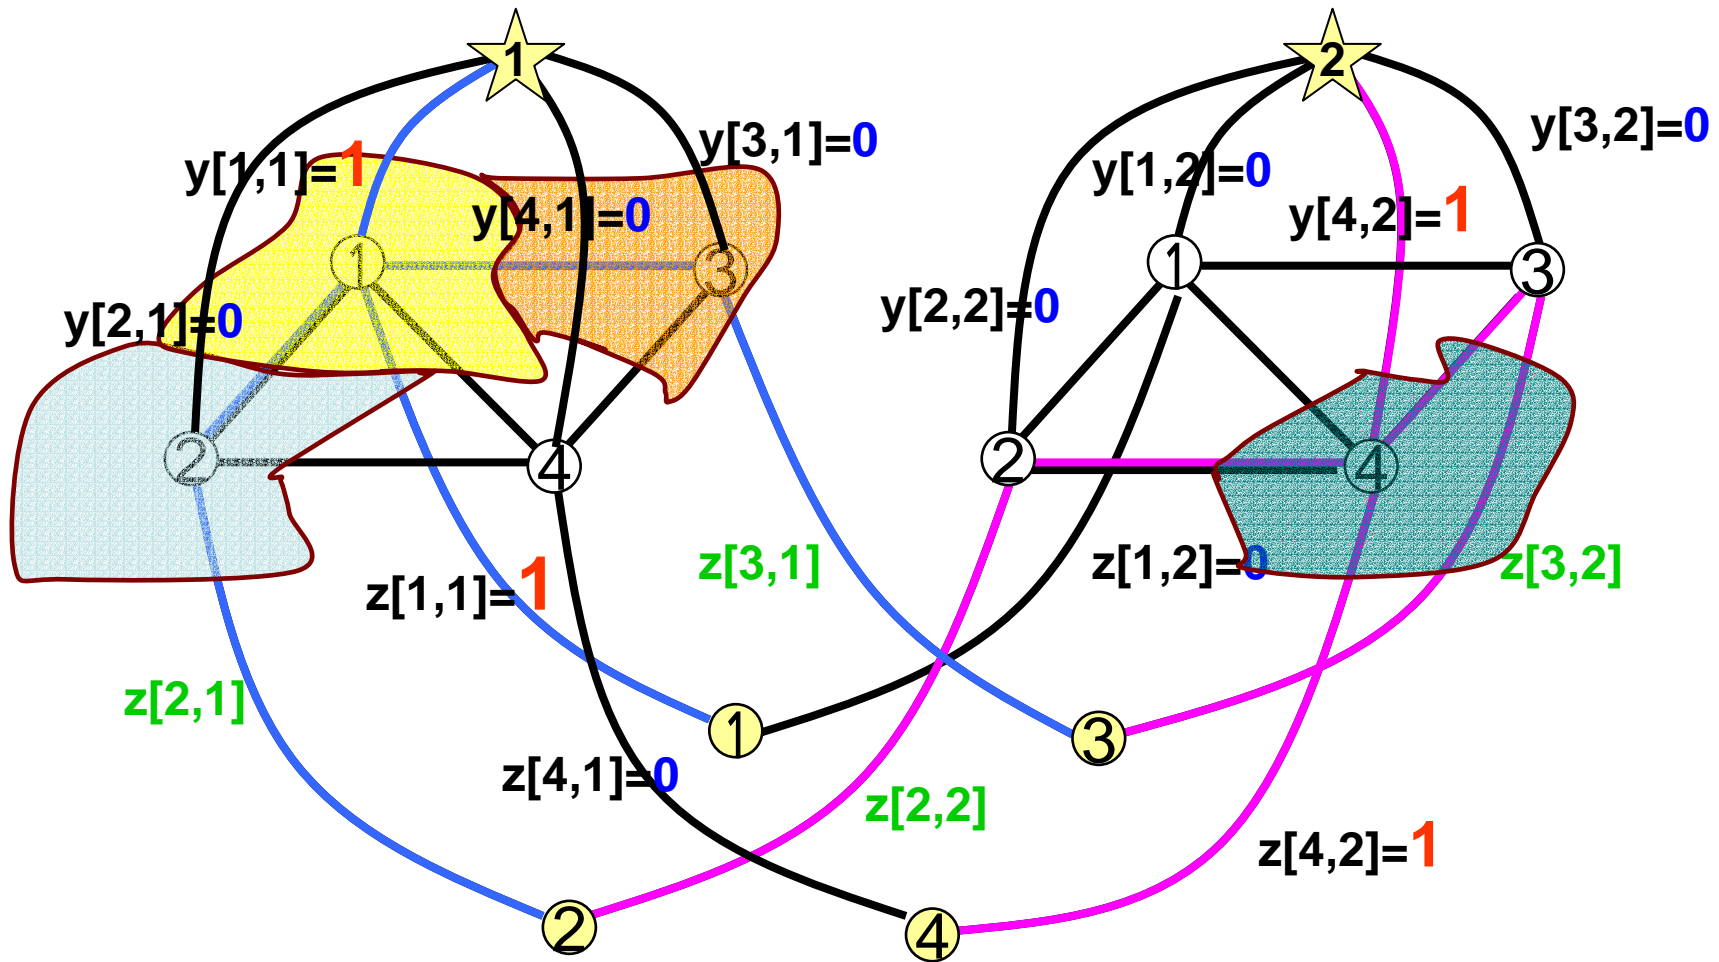 1
2
y[3,1]=0
y[3,2]=0
y[1,1]=1
y[1,2]=0
y[4,1]=0
y[4,2]=1
1
3
1
3
y[2,1]=0
y[2,2]=0
2
4
2
4
z[1,1]=1
z[3,1]
z[1,2]=0
z[3,2]
z[2,1]
1
3
z[4,1]=0
z[2,2]
z[4,2]=1
2
4